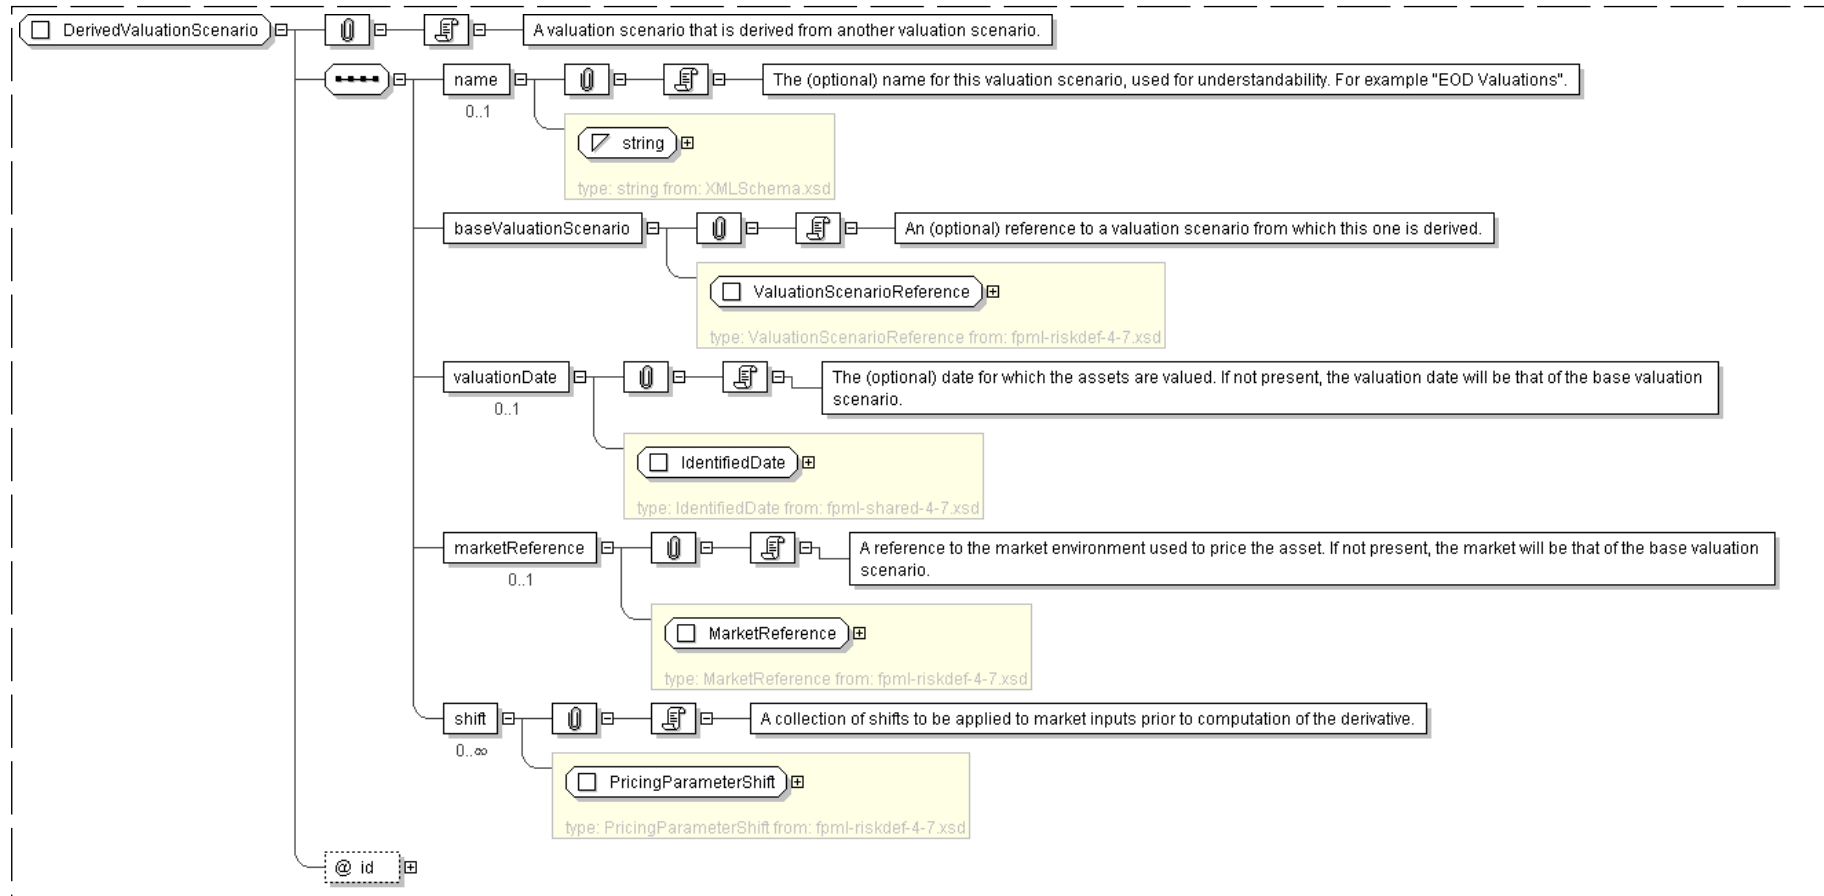 DerivedValuationScenario
A valuation scenario that is derived from another valuation scenario.
name
The (optional) name for this valuation scenario, used for understandability. For example "EOD Valuations".
0..1
string
type: string from: XMLSchema.xsd
baseValuationScenario
An (optional) reference to a valuation scenario from which this one is derived.
ValuationScenarioReference
type: ValuationScenarioReference from: fpml-riskdef-4-7.xsd
valuationDate
The (optional) date for which the assets are valued. If not present, the valuation date will be that of the base valuation
scenario.
0..1
IdentifiedDate
type: IdentifiedDate from: fpml-shared-4-7.xsd
marketReference
A reference to the market environment used to price the asset. If not present, the market will be that of the base valuation
scenario.
0..1
MarketReference
type: MarketReference from: fpml-riskdef-4-7.xsd
shift
A collection of shifts to be applied to market inputs prior to computation of the derivative.
0..∞
PricingParameterShift
type: PricingParameterShift from: fpml-riskdef-4-7.xsd
@ id